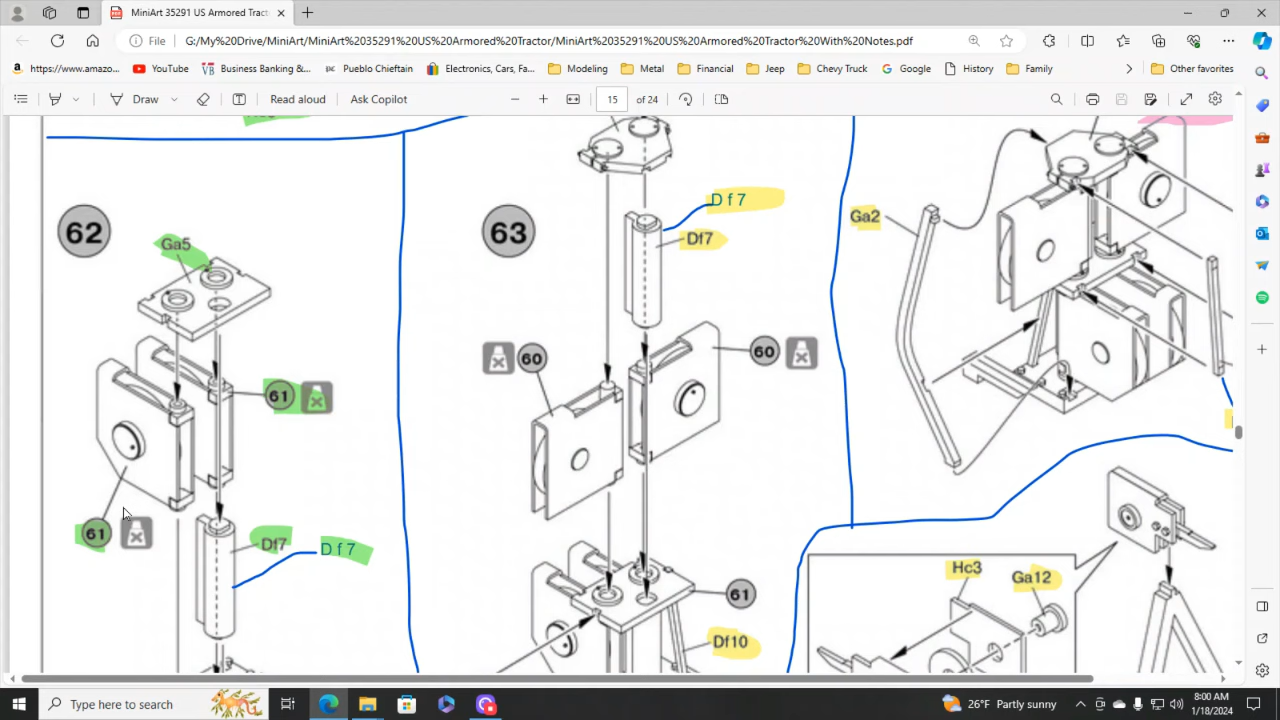 MiniArt 35291 US Armored Tract
File
G:/My%20Drive/MiniArt/MiniArt%2035291%20US%20Armored%20Tractor/MiniArt%2035291%20US%20Armored%20Tractor%20With%20Notes.pdf
https://www.amazo...
YouTube
Business Banking &...
Pueblo Chieftain
Electronics, Cars, Fa...
Modeling
Metal
Financial
Jeep
Chevy Truck
Google
History
Family
Other favorites
Draw
Read aloud
Ask Copilot
15
of 24
62
Ga5
61
61
Df7
Df7
63
Df7
Df7
60
60
61
Df10
Ga2
Hc3
Ga12
Type here to search
26°F Partly sunny
8:00 AM
1/18/2024